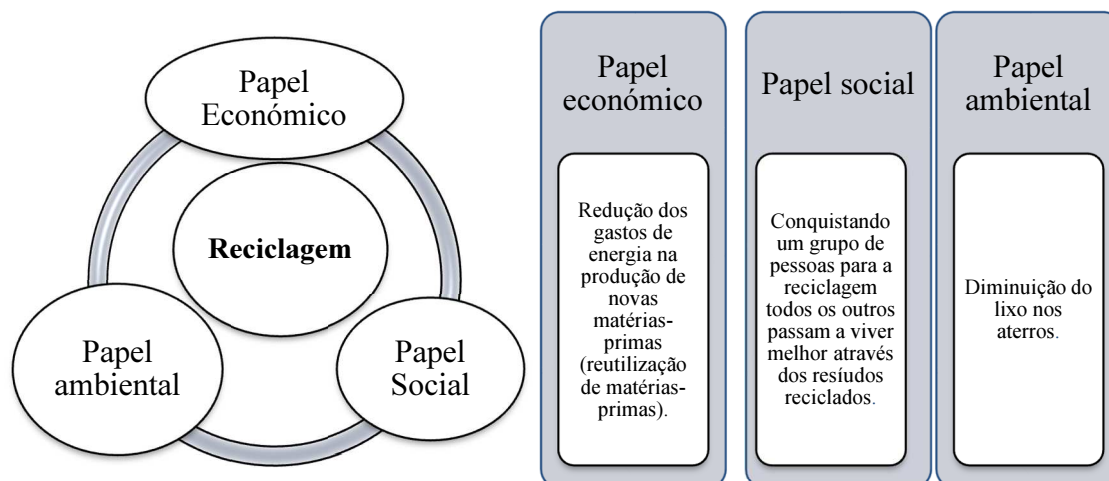 Papel
Económico
Reciclagem
Papel
ambiental
Papel
Social
Papel
económico
Redução dos
gastos de
energia na
produção de
novas
matérias-
primas
(reutilização
de matérias-
primas).
Papel social
Conquistando
um grupo de
pessoas para a
reciclagem
todos os outros
passam a viver
melhor através
dos resíudos
reciclados.
Papel
ambiental
Diminuição do
lixo nos
aterros.